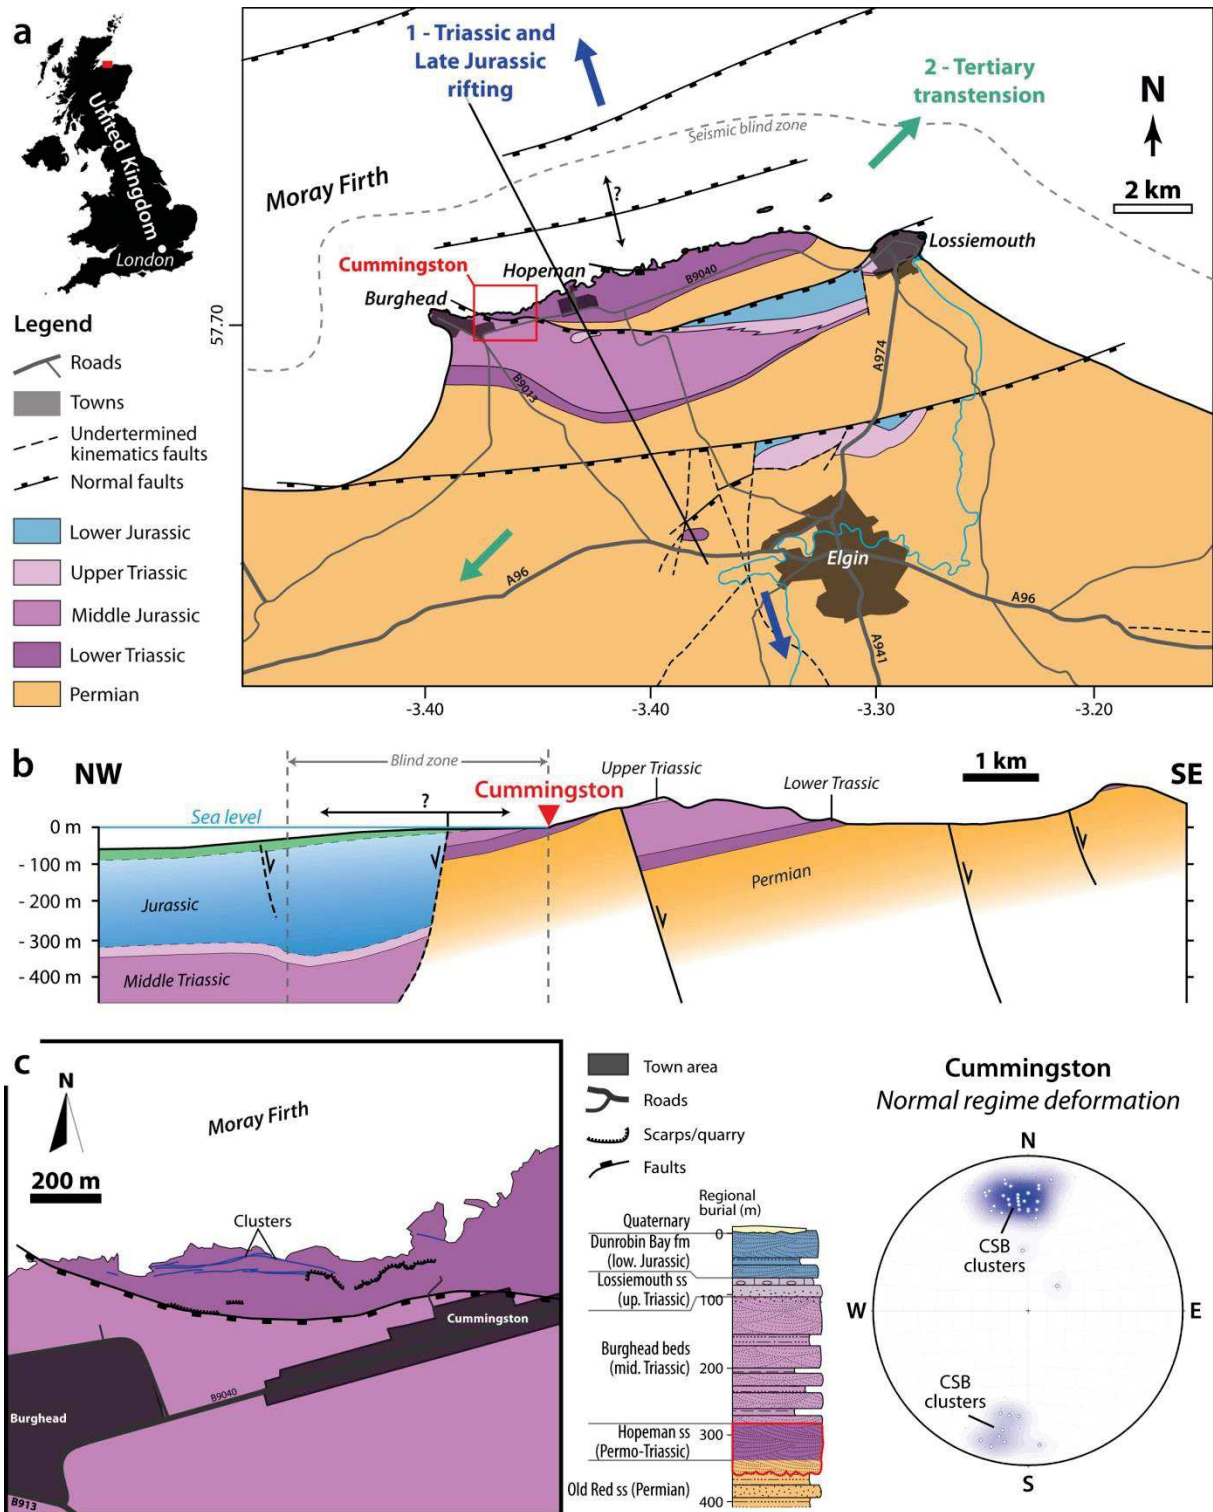 a
United Kingdom
London
Legend
Roads
Towns
Undertermined
kinematics faults
Normal faults
Lower Jurassic
Upper Triassic
Middle Jurassic
Lower Triassic
Permian
1 - Triassic and
Late Jurassic
rifting
2 - Tertiary
transtension
N
2 km
Seismic blind zone
Moray Firth
?
Cummingston
Hopeman
Burghead
Lossiemouth
B9040
B9013
A974
57.70
Elgin
A96
A96
A941
-3.40
-3.40
-3.30
-3.20
b
NW
SE
Blind zone
?
Cummingston
Upper Triassic
Lower Trassic
1 km
Sea level
0 m
- 100 m
- 200 m
- 300 m
- 400 m
Jurassic
Middle Triassic
Permian
c
N
200 m
Moray Firth
Clusters
Cummingston
Burghead
B9040
B913
Town area
Roads
Scarps/quarry
Faults
Regional
burial (m)
Quaternary
Dunrobin Bay fm
(low. Jurassic)
Lossiemouth ss
(up. Triassic)
Burghead beds
(mid. Triassic)
Hopeman ss
(Permo-Triassic)
Old Red ss (Permian)
0
100
200
300
400
Cummingston
Normal regime deformation
N
CSB
clusters
W
E
CSB
clusters
S